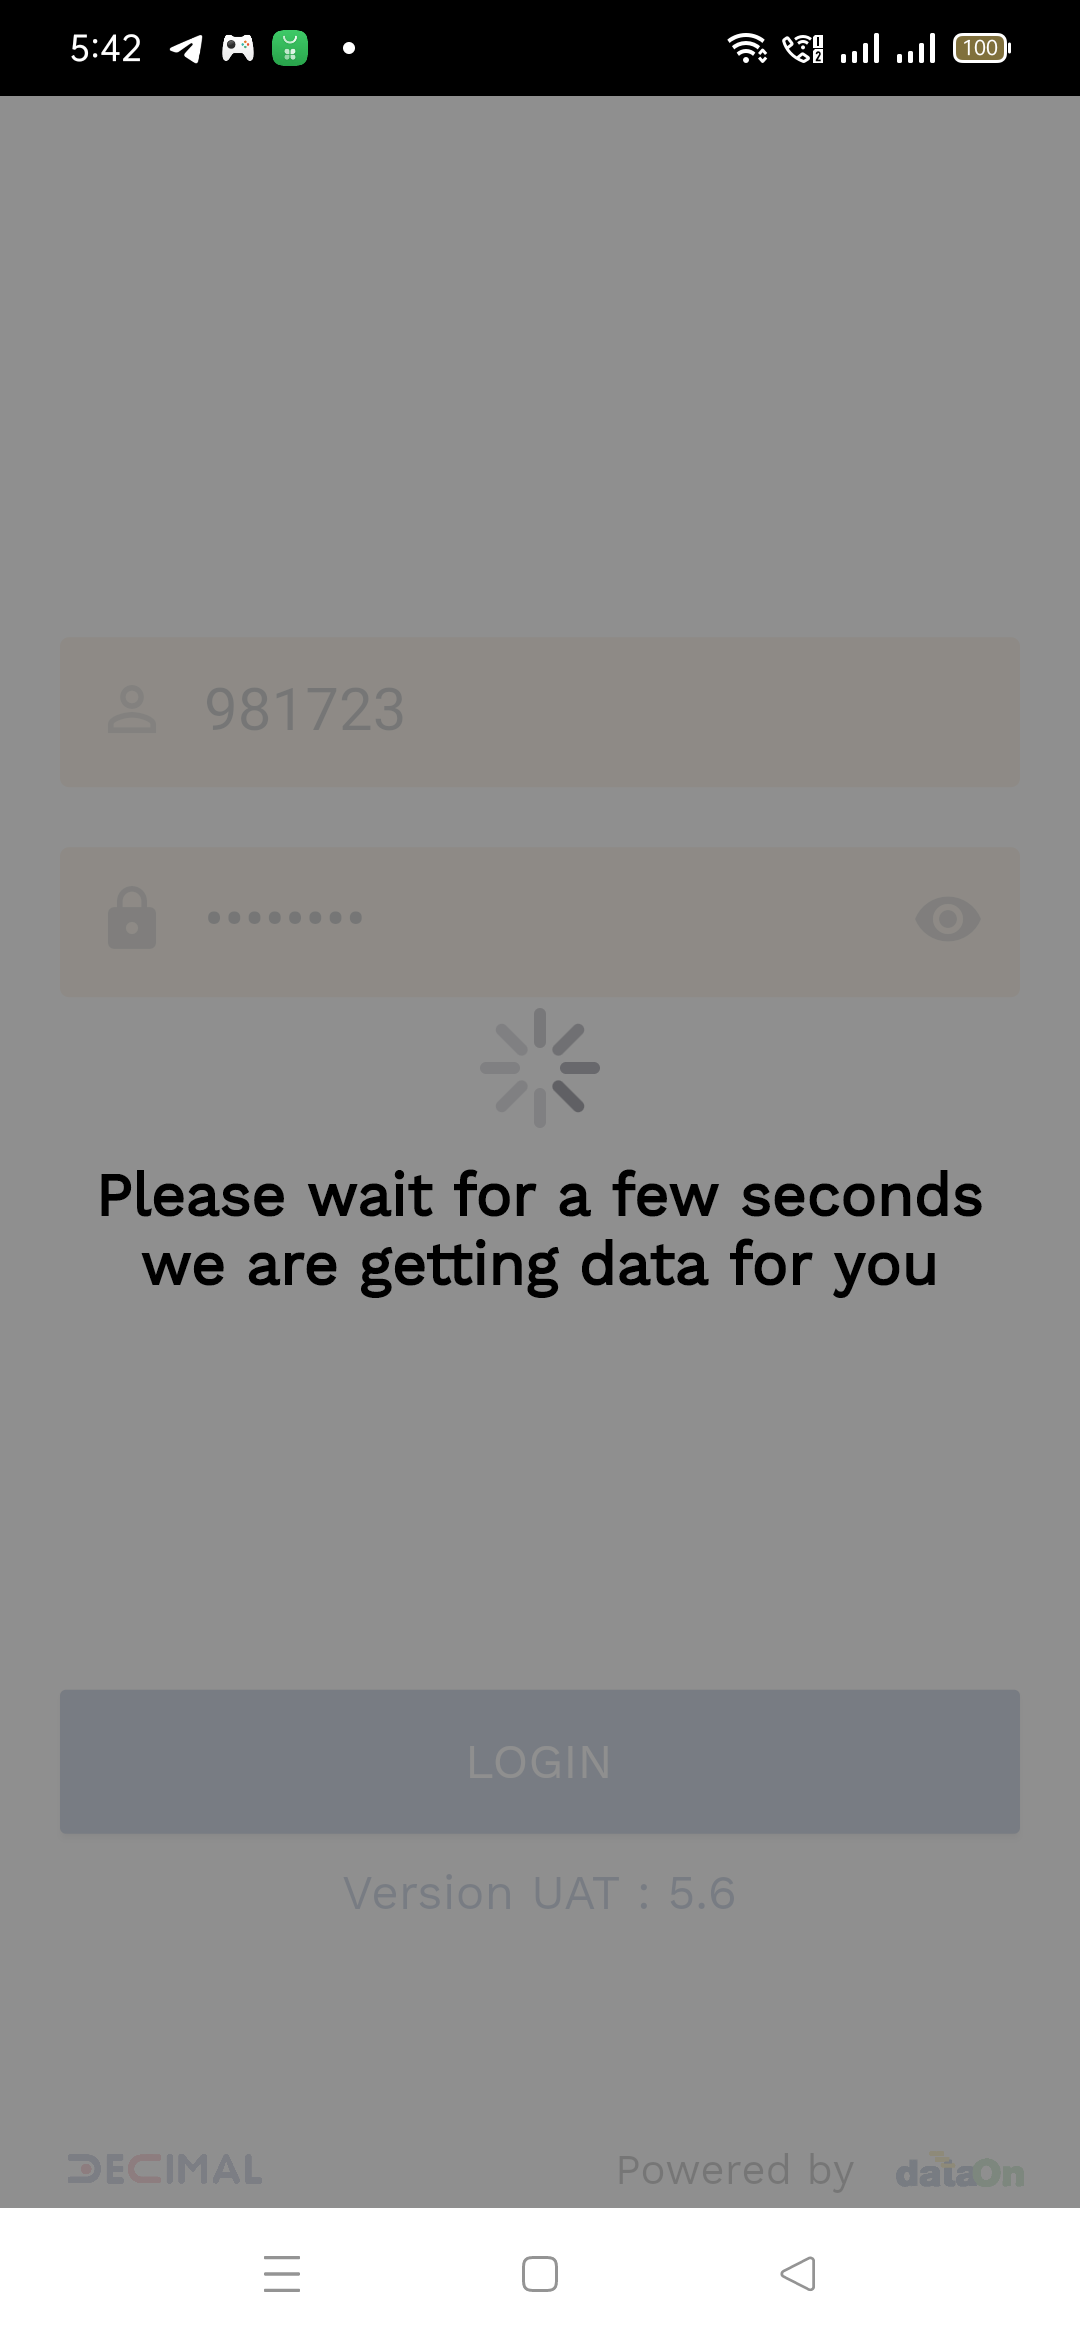 5:42
100
981723
••••••••
Please wait for a few seconds
we are getting data for you
LOGIN
Version UAT : 5.6
DECIMAL
Powered by dataOn